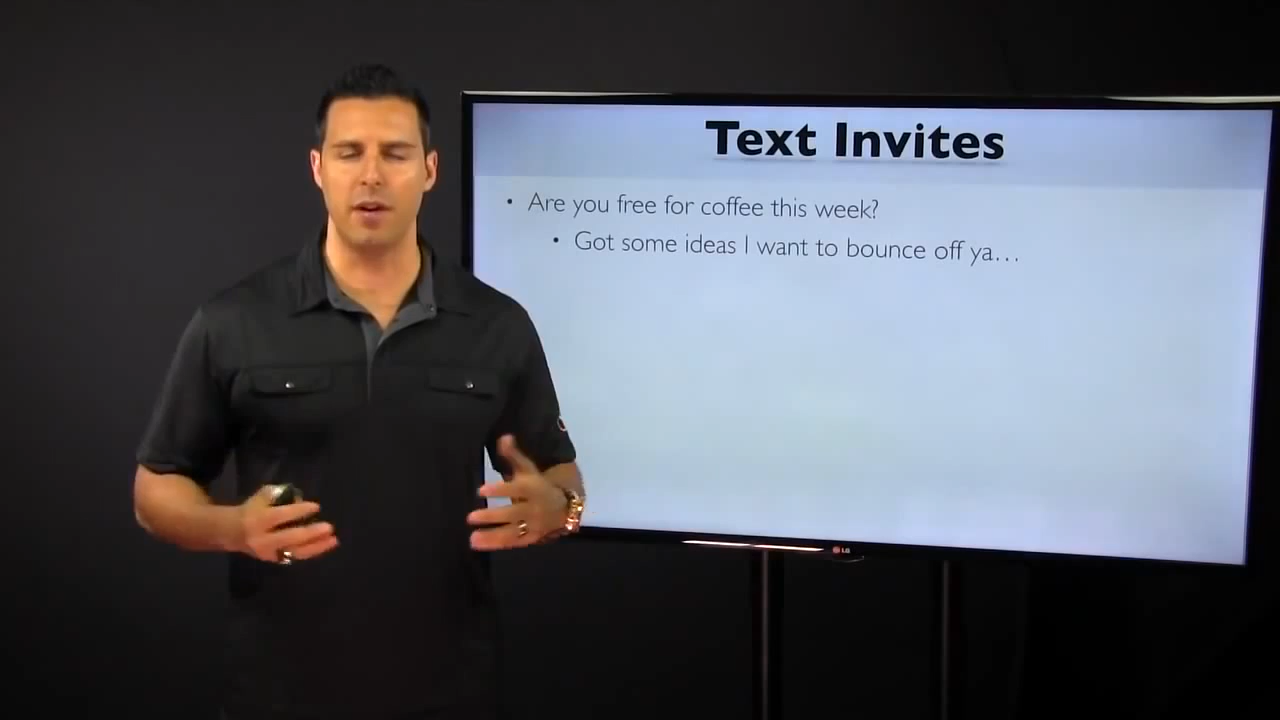 Text Invites
• Are you free for coffee this week?
• Got some ideas I want to bounce off ya…
LG